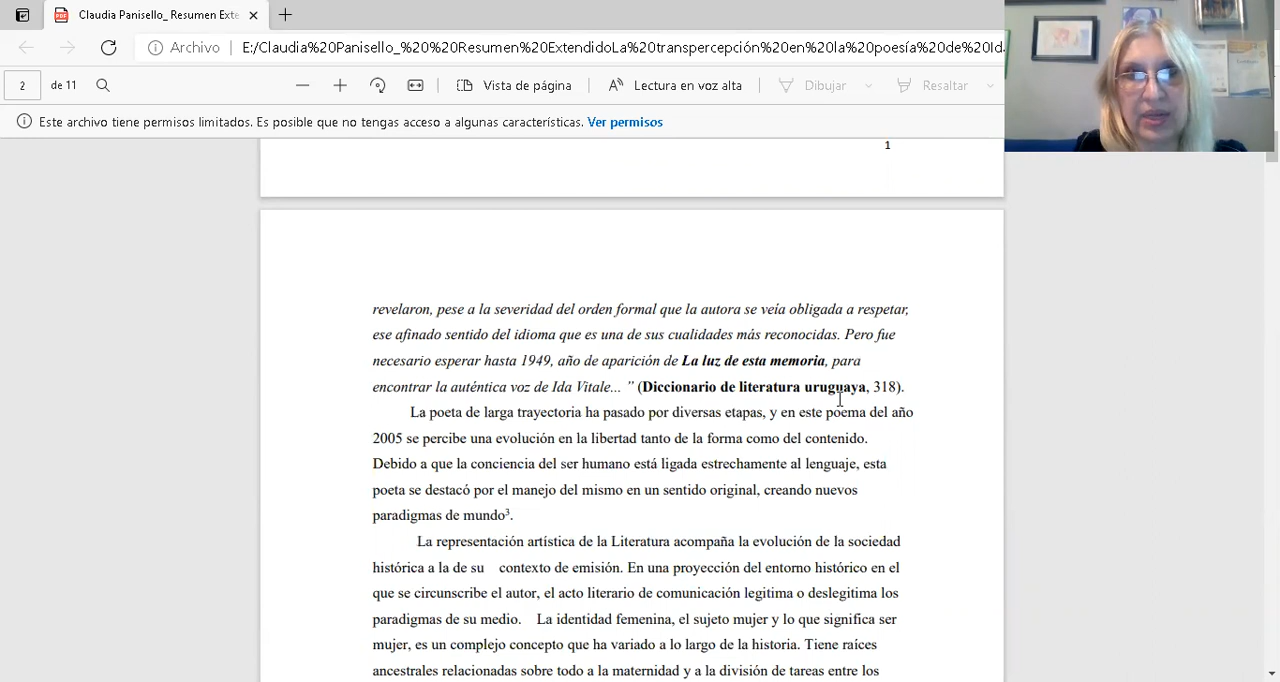 Claudia Panisello_ Resumen Exte
Archivo
E:/Claudia%20Panisello_%20%20Resumen%20ExtendidoLa%20transpercepción%20en%20la%20poesía%20de%20Id
2 de 11
Vista de página
Lectura en voz alta
Dibujar
Resaltar
Este archivo tiene permisos limitados. Es posible que no tengas acceso a algunas características. Ver permisos
1
revelaron, pese a la severidad del orden formal que la autora se veía obligada a respetar,
ese afinado sentido del idioma que es una de sus cualidades más reconocidas. Pero fue
necesario esperar hasta 1949, año de aparición de La luz de esta memoria, para
encontrar la auténtica voz de Ida Vitale... ” (Diccionario de literatura uruguaya, 318).
La poeta de larga trayectoria ha pasado por diversas etapas, y en este poema del año
2005 se percibe una evolución en la libertad tanto de la forma como del contenido.
Debido a que la conciencia del ser humano está ligada estrechamente al lenguaje, esta
poeta se destacó por el manejo del mismo en un sentido original, creando nuevos
paradigmas de mundo³.
La representación artística de la Literatura acompaña la evolución de la sociedad
histórica a la de su contexto de emisión. En una proyección del entorno histórico en el
que se circunscribe el autor, el acto literario de comunicación legitima o deslegitima los
paradigmas de su medio. La identidad femenina, el sujeto mujer y lo que significa ser
mujer, es un complejo concepto que ha variado a lo largo de la historia. Tiene raíces
ancestrales relacionadas sobre todo a la maternidad y a la división de tareas entre los